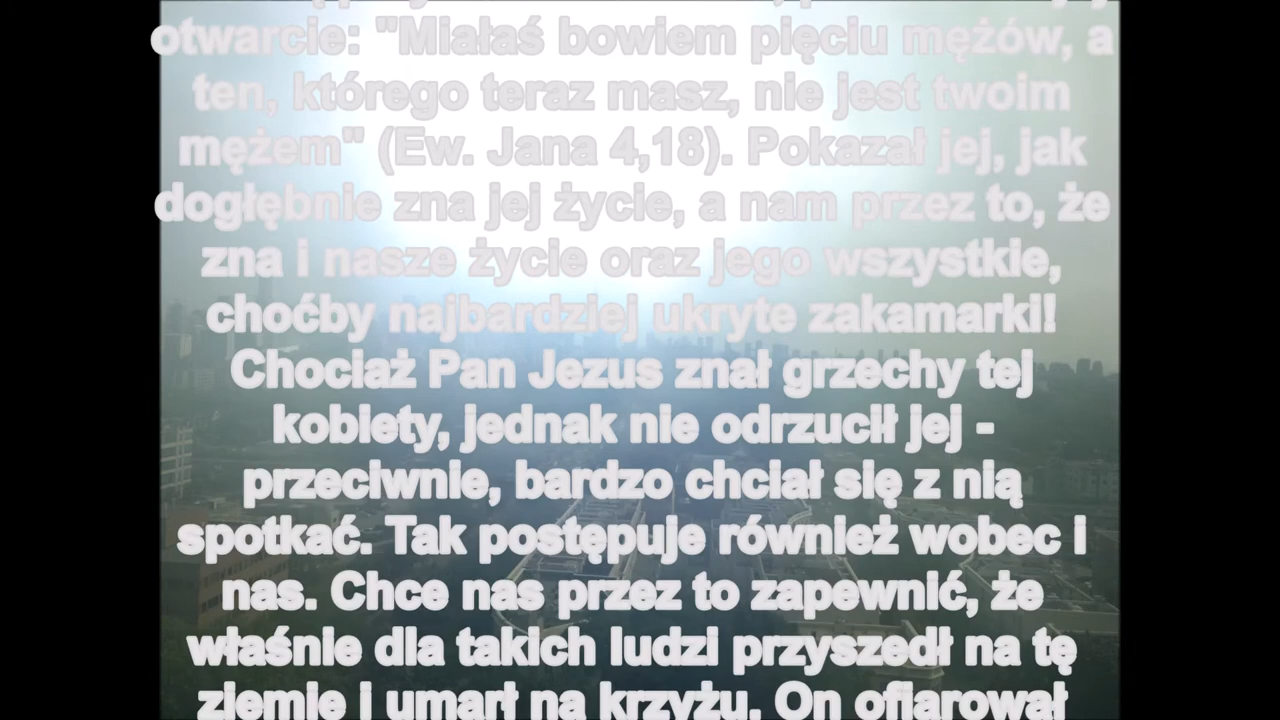 otwarcie: "Miałaś bowiem pięciu mężów, a
ten, którego teraz masz, nie jest twoim
mężem" (Ew. Jana 4,18). Pokazał jej, jak
dogłębnie zna jej życie, a nam przez to, że
zna i nasze życie oraz jego wszystkie,
choćby najbardziej ukryte zakamarki!
Chociaż Pan Jezus znał grzechy tej
kobiety, jednak nie odrzucił jej -
przeciwnie, bardzo chciał się z nią
spotkać. Tak postępuje również wobec i
nas. Chce nas przez to zapewnić, że
właśnie dla takich ludzi przyszedł na tę
ziemię i umarł na krzyżu. On ofiarował